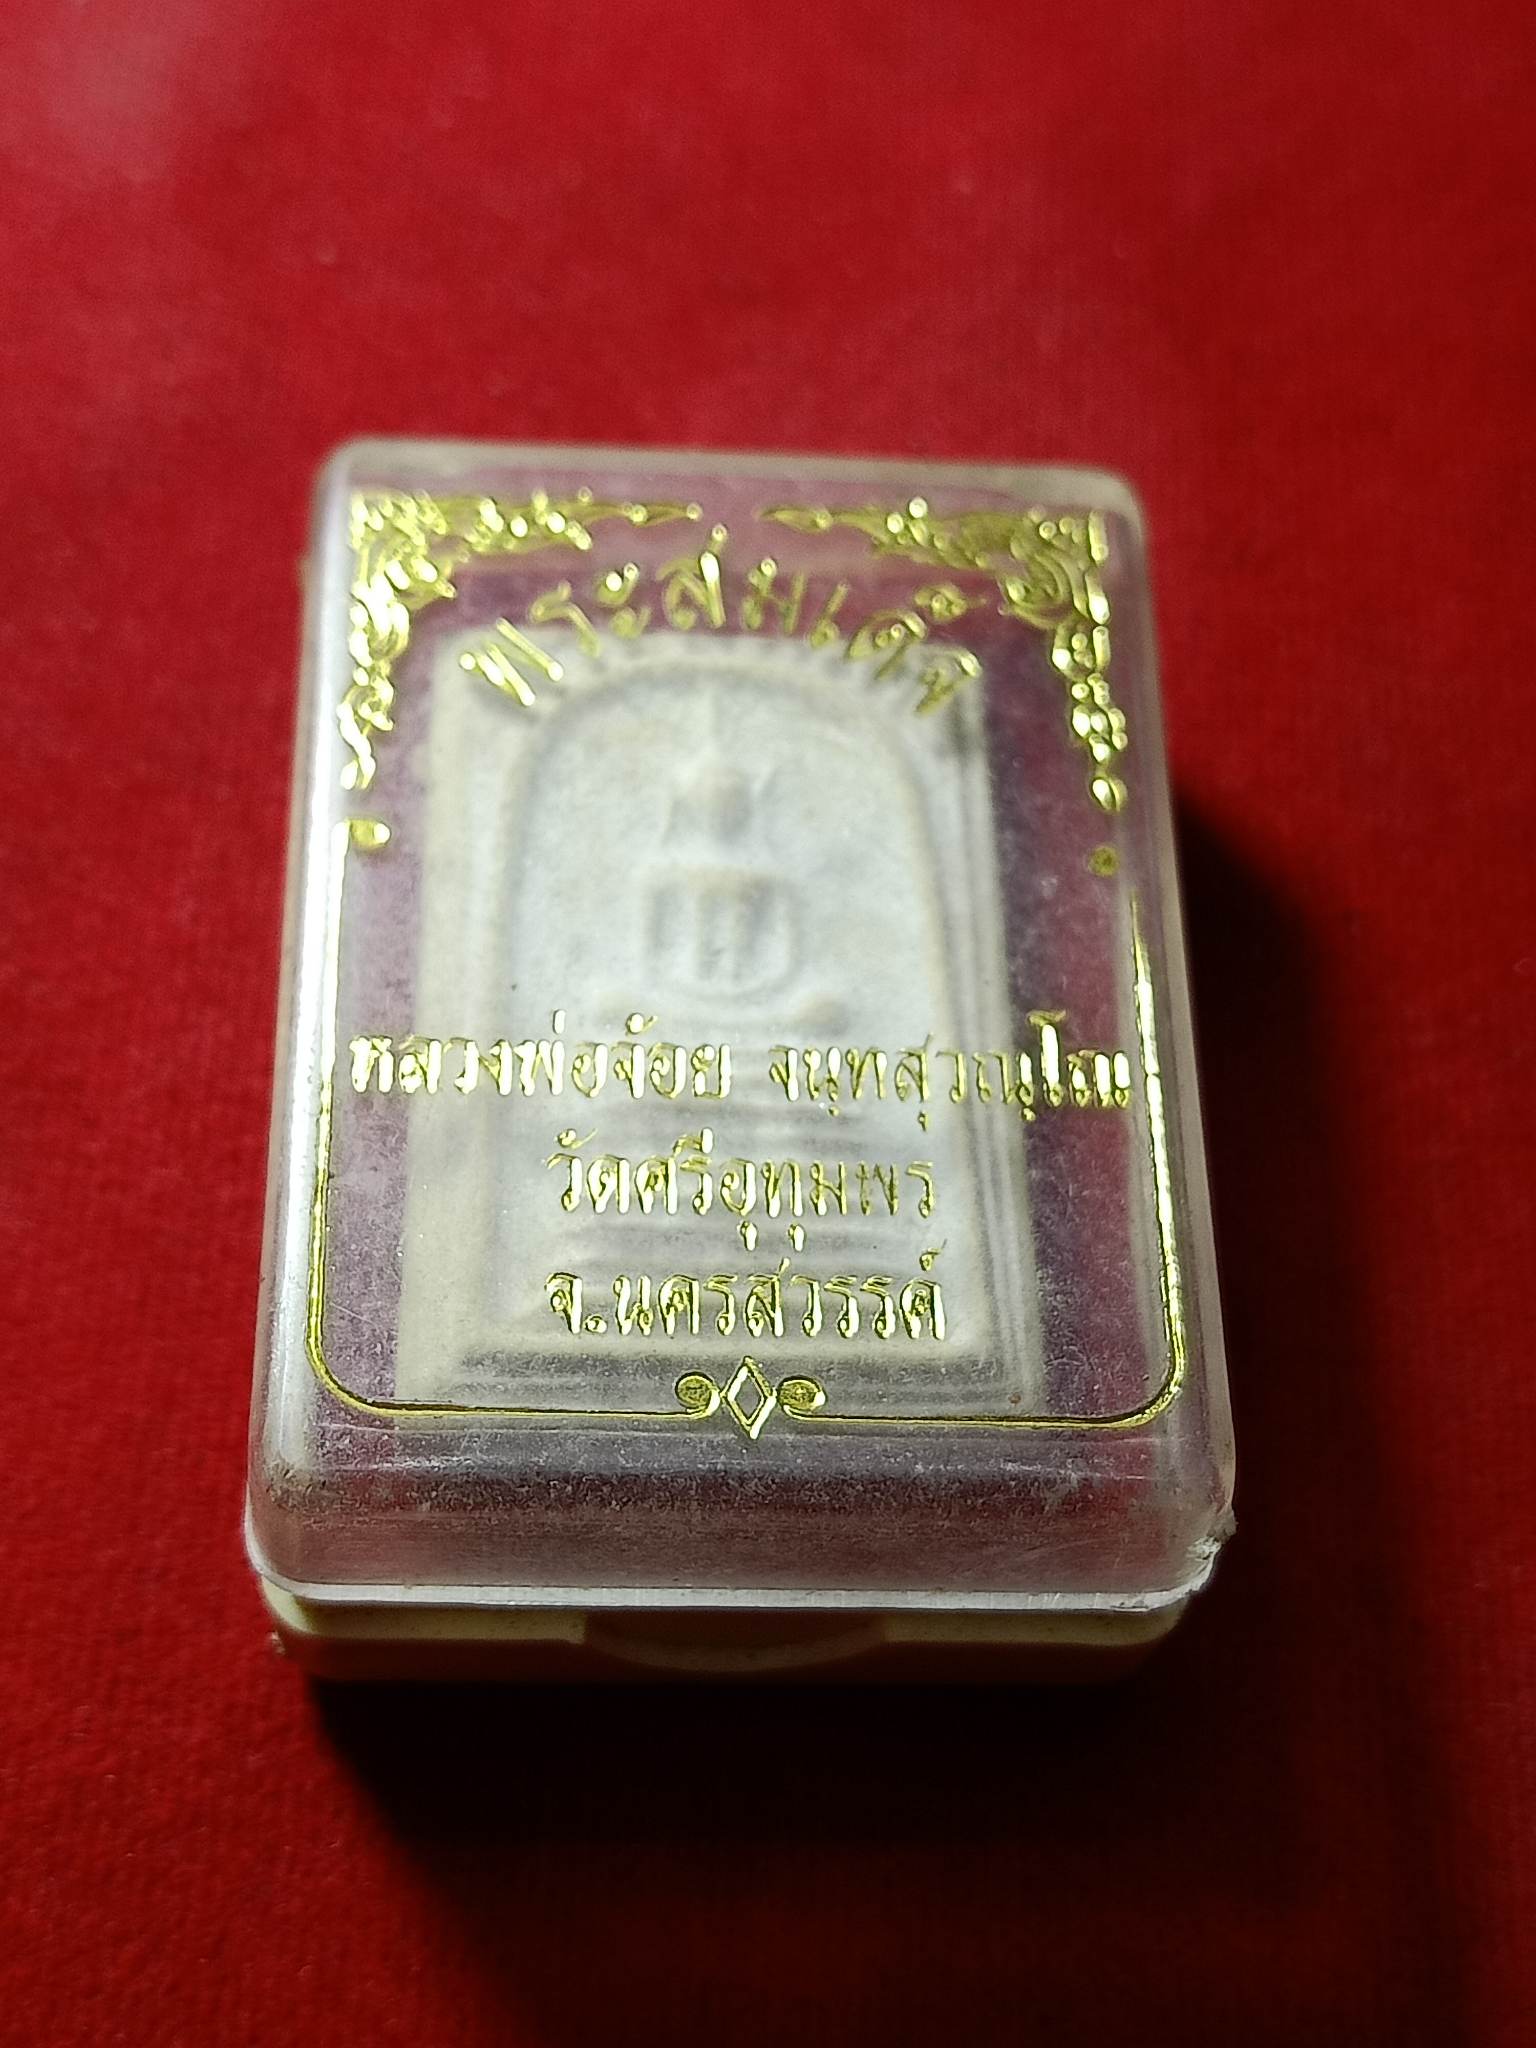 พระสมเด็จ
หลวงพ่อจ้อย จนฺทสุวณฺโณ
วัดศรีอุทุมพร
จ.นครสวรรค์